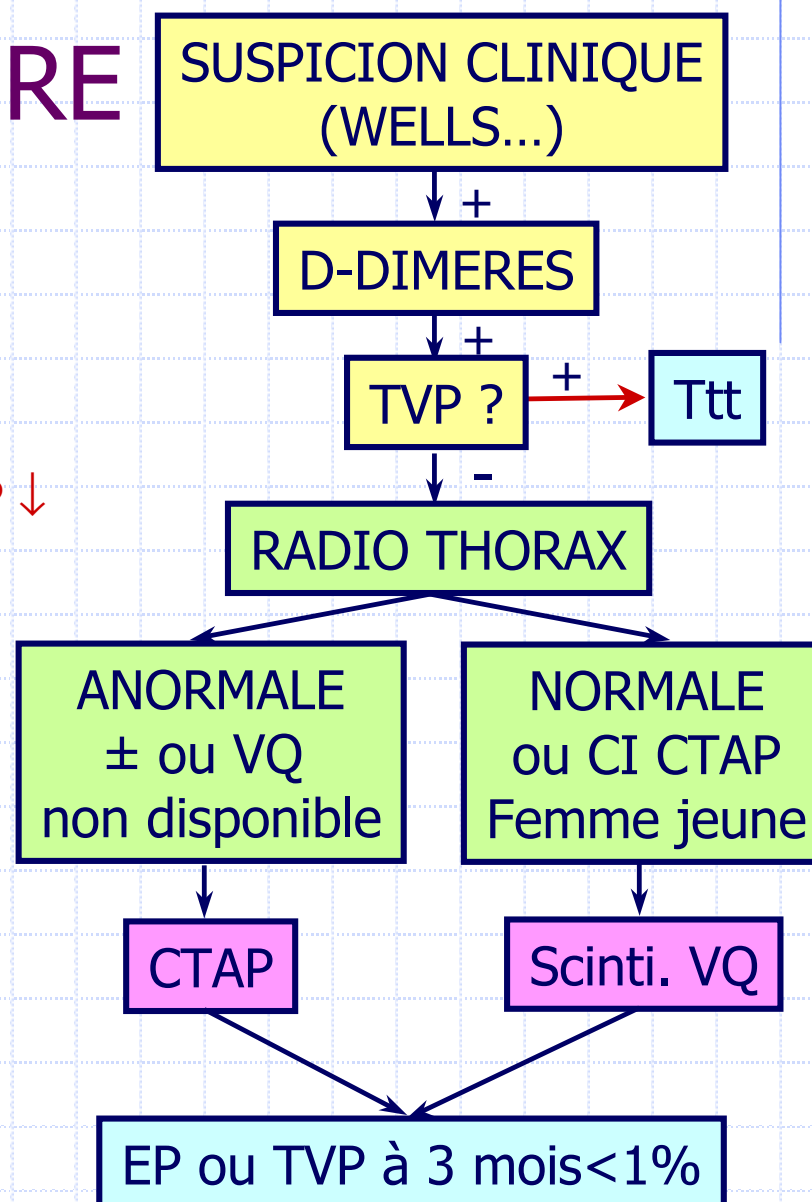 RE
SUSPICION CLINIQUE
(WELLS...)
+
D-DIMERES
+
TVP ?
+
Ttt
-
↓
RADIO THORAX
ANORMALE
± ou VQ
non disponible
NORMALE
ou CI CTAP
Femme jeune
CTAP
Scinti. VQ
EP ou TVP à 3 mois<1%